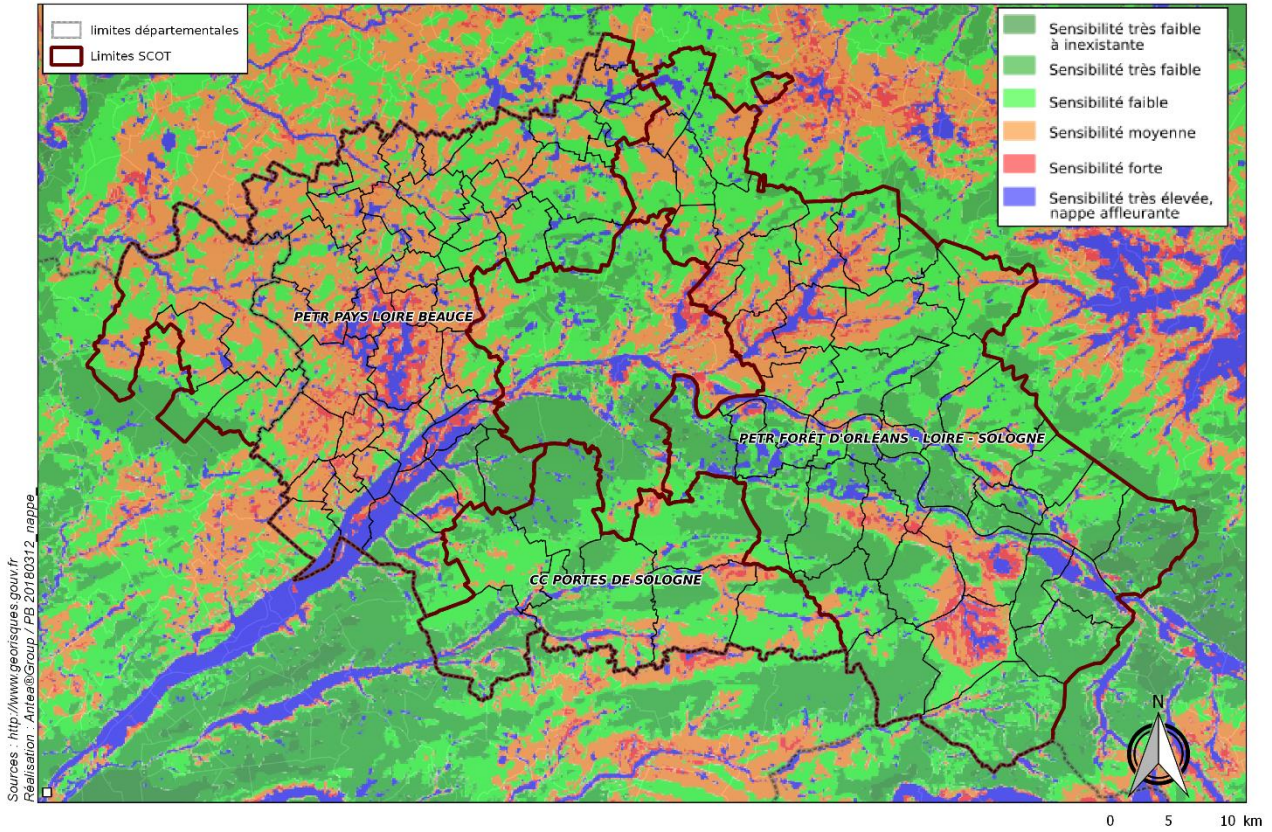 limites départementales
Limites SCOT
Sensibilité très faible
à inexistante
Sensibilité très faible
Sensibilité faible
Sensibilité moyenne
Sensibilité forte
Sensibilité très élevée,
nappe affleurante
PETR PAYS LOIRE BEAUCE
PETR FORÊT D'ORLÉANS - LOIRE - SOLOGNE
CC PORTES DE SOLOGNE
Sources : http://www.georisques.gouv.fr
Réalisation : Antea®Group / PEB 20180312_nappe
N
0 5 10 km